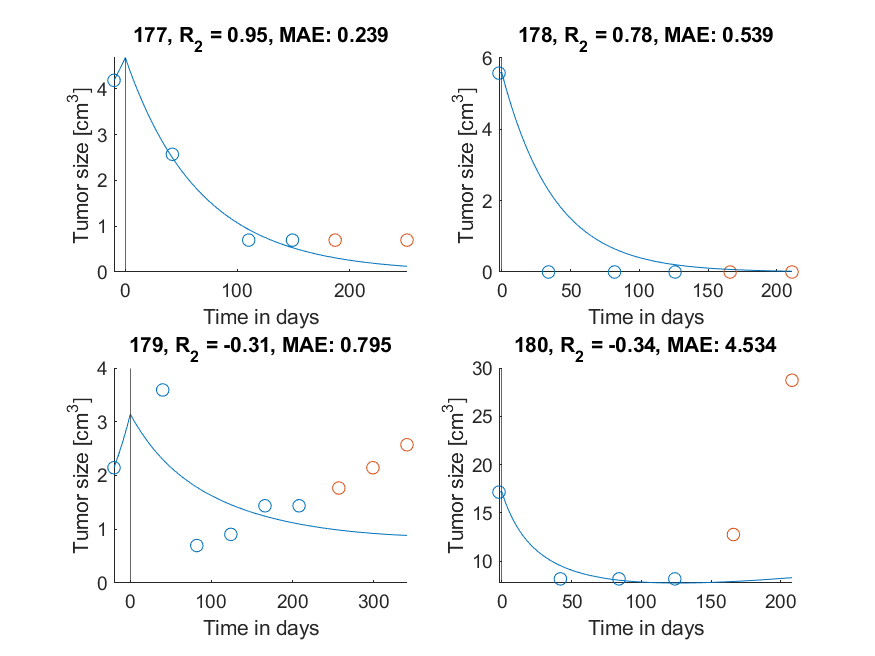 177, R2 = 0.95, MAE: 0.239
Tumor size [cm3]
4
3
2
1
0
0 100 200
Time in days
178, R2 = 0.78, MAE: 0.539
Tumor size [cm3]
6
4
2
0
0 50 100 150 200
Time in days
179, R2 = -0.31, MAE: 0.795
Tumor size [cm3]
4
3
2
1
0
0 100 200 300
Time in days
180, R2 = -0.34, MAE: 4.534
Tumor size [cm3]
30
25
20
15
10
0 50 100 150 200
Time in days